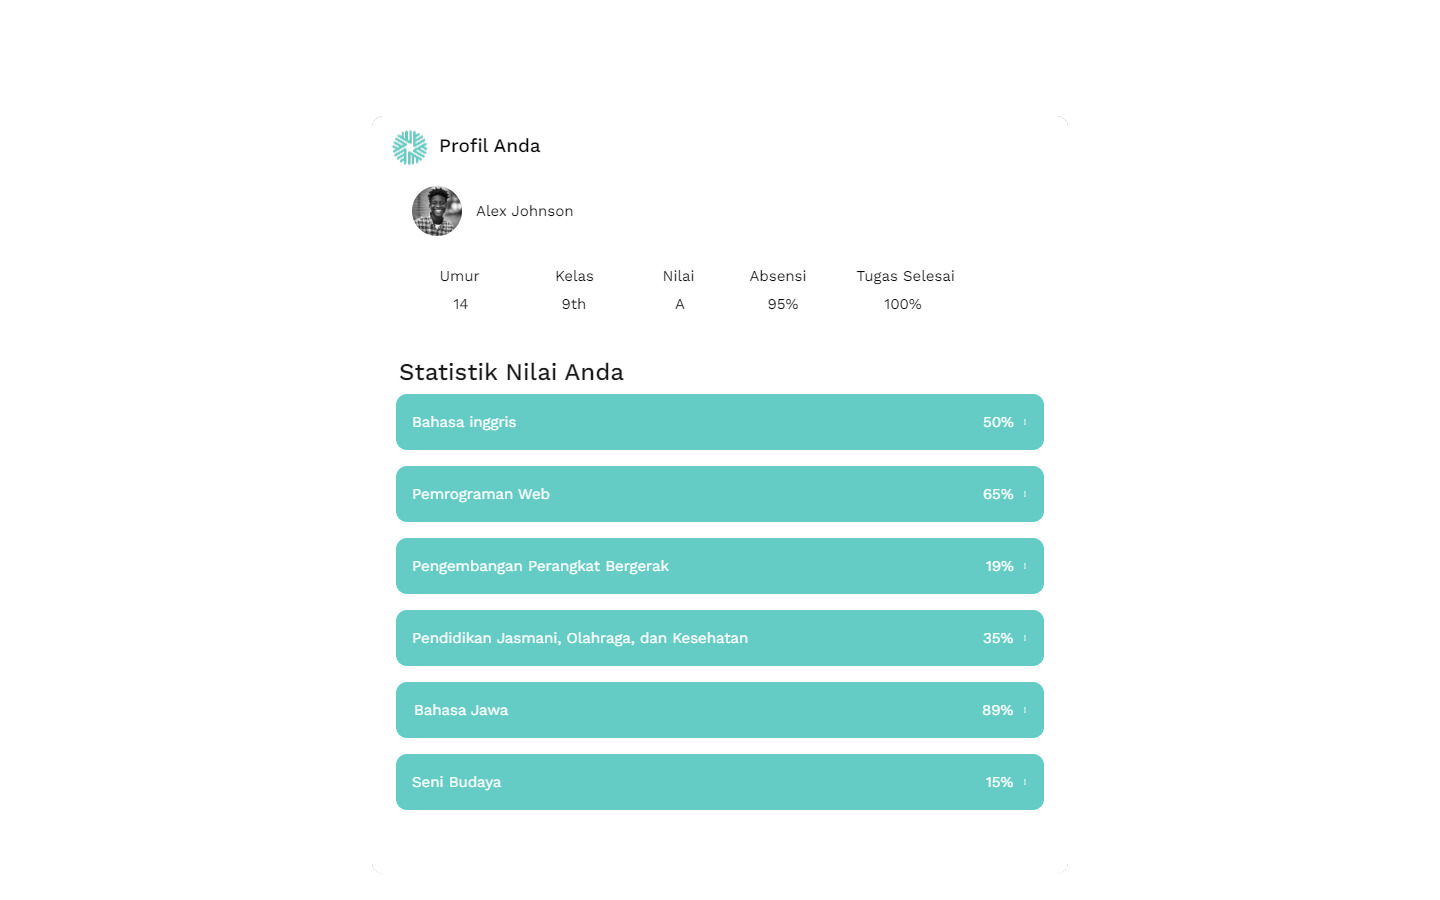 Profil Anda
Alex Johnson
Umur Kelas Nilai Absensi Tugas Selesai
14 9th A 95% 100%
Statistik Nilai Anda
Bahasa inggris 50%
Pemrograman Web 65%
Pengembangan Perangkat Bergerak 19%
Pendidikan Jasmani, Olahraga, dan Kesehatan 35%
Bahasa Jawa 89%
Seni Budaya 15%